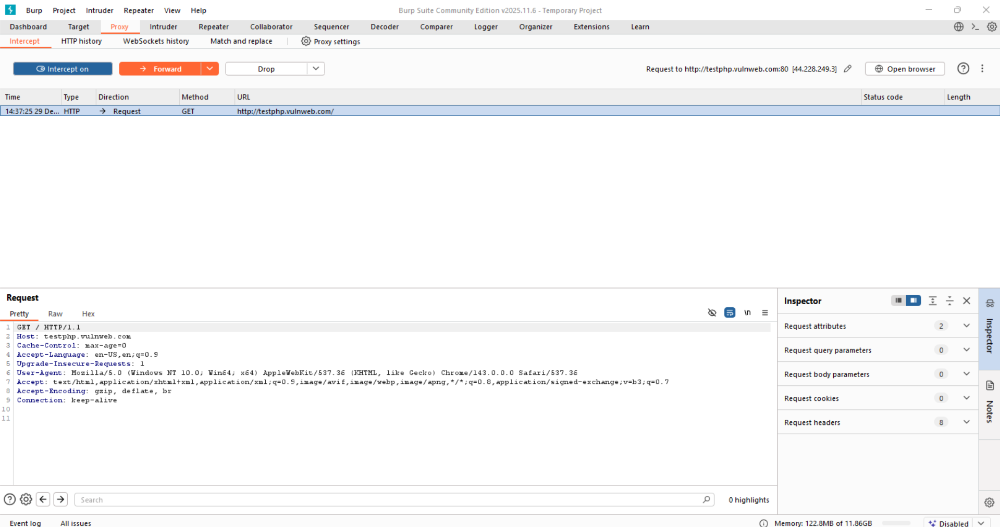 Burp Project Intruder Repeater View Help Burp Suite Community Edition v2025.11.6 - Temporary Project
Dashboard Target Proxy Intruder Repeater Collaborator Sequencer Decoder Comparer Logger Organizer Extensions Learn
Intercept HTTP history WebSockets history Match and replace Proxy settings
Intercept on Forward Drop Request to http://testphp.vulnweb.com:80 [44.228.249.3] Open browser
Time Type Direction Method URL Status code Length
14:37:25 29 De... HTTP → Request GET http://testphp.vulnweb.com/
Request
Pretty Raw Hex \n
1 GET / HTTP/1.1
2 Host: testphp.vulnweb.com
3 Cache-Control: max-age=0
4 Accept-Language: en-US,en;q=0.9
5 Upgrade-Insecure-Requests: 1
6 User-Agent: Mozilla/5.0 (Windows NT 10.0; Win64; x64) AppleWebKit/537.36 (KHTML, like Gecko) Chrome/143.0.0.0 Safari/537.36
7 Accept: text/html,application/xhtml+xml,application/xml;q=0.9,image/avif,image/webp,image/apng,*/*;q=0.8,application/signed-exchange;v=b3;q=0.7
8 Accept-Encoding: gzip, deflate, br
9 Connection: keep-alive
10
11
Inspector
Request attributes 2
Request query parameters 0
Request body parameters 0
Request cookies 0
Request headers 8
Inspector
Notes
Search 0 highlights
Event log All issues Memory: 122.8MB of 11.86GB Disabled